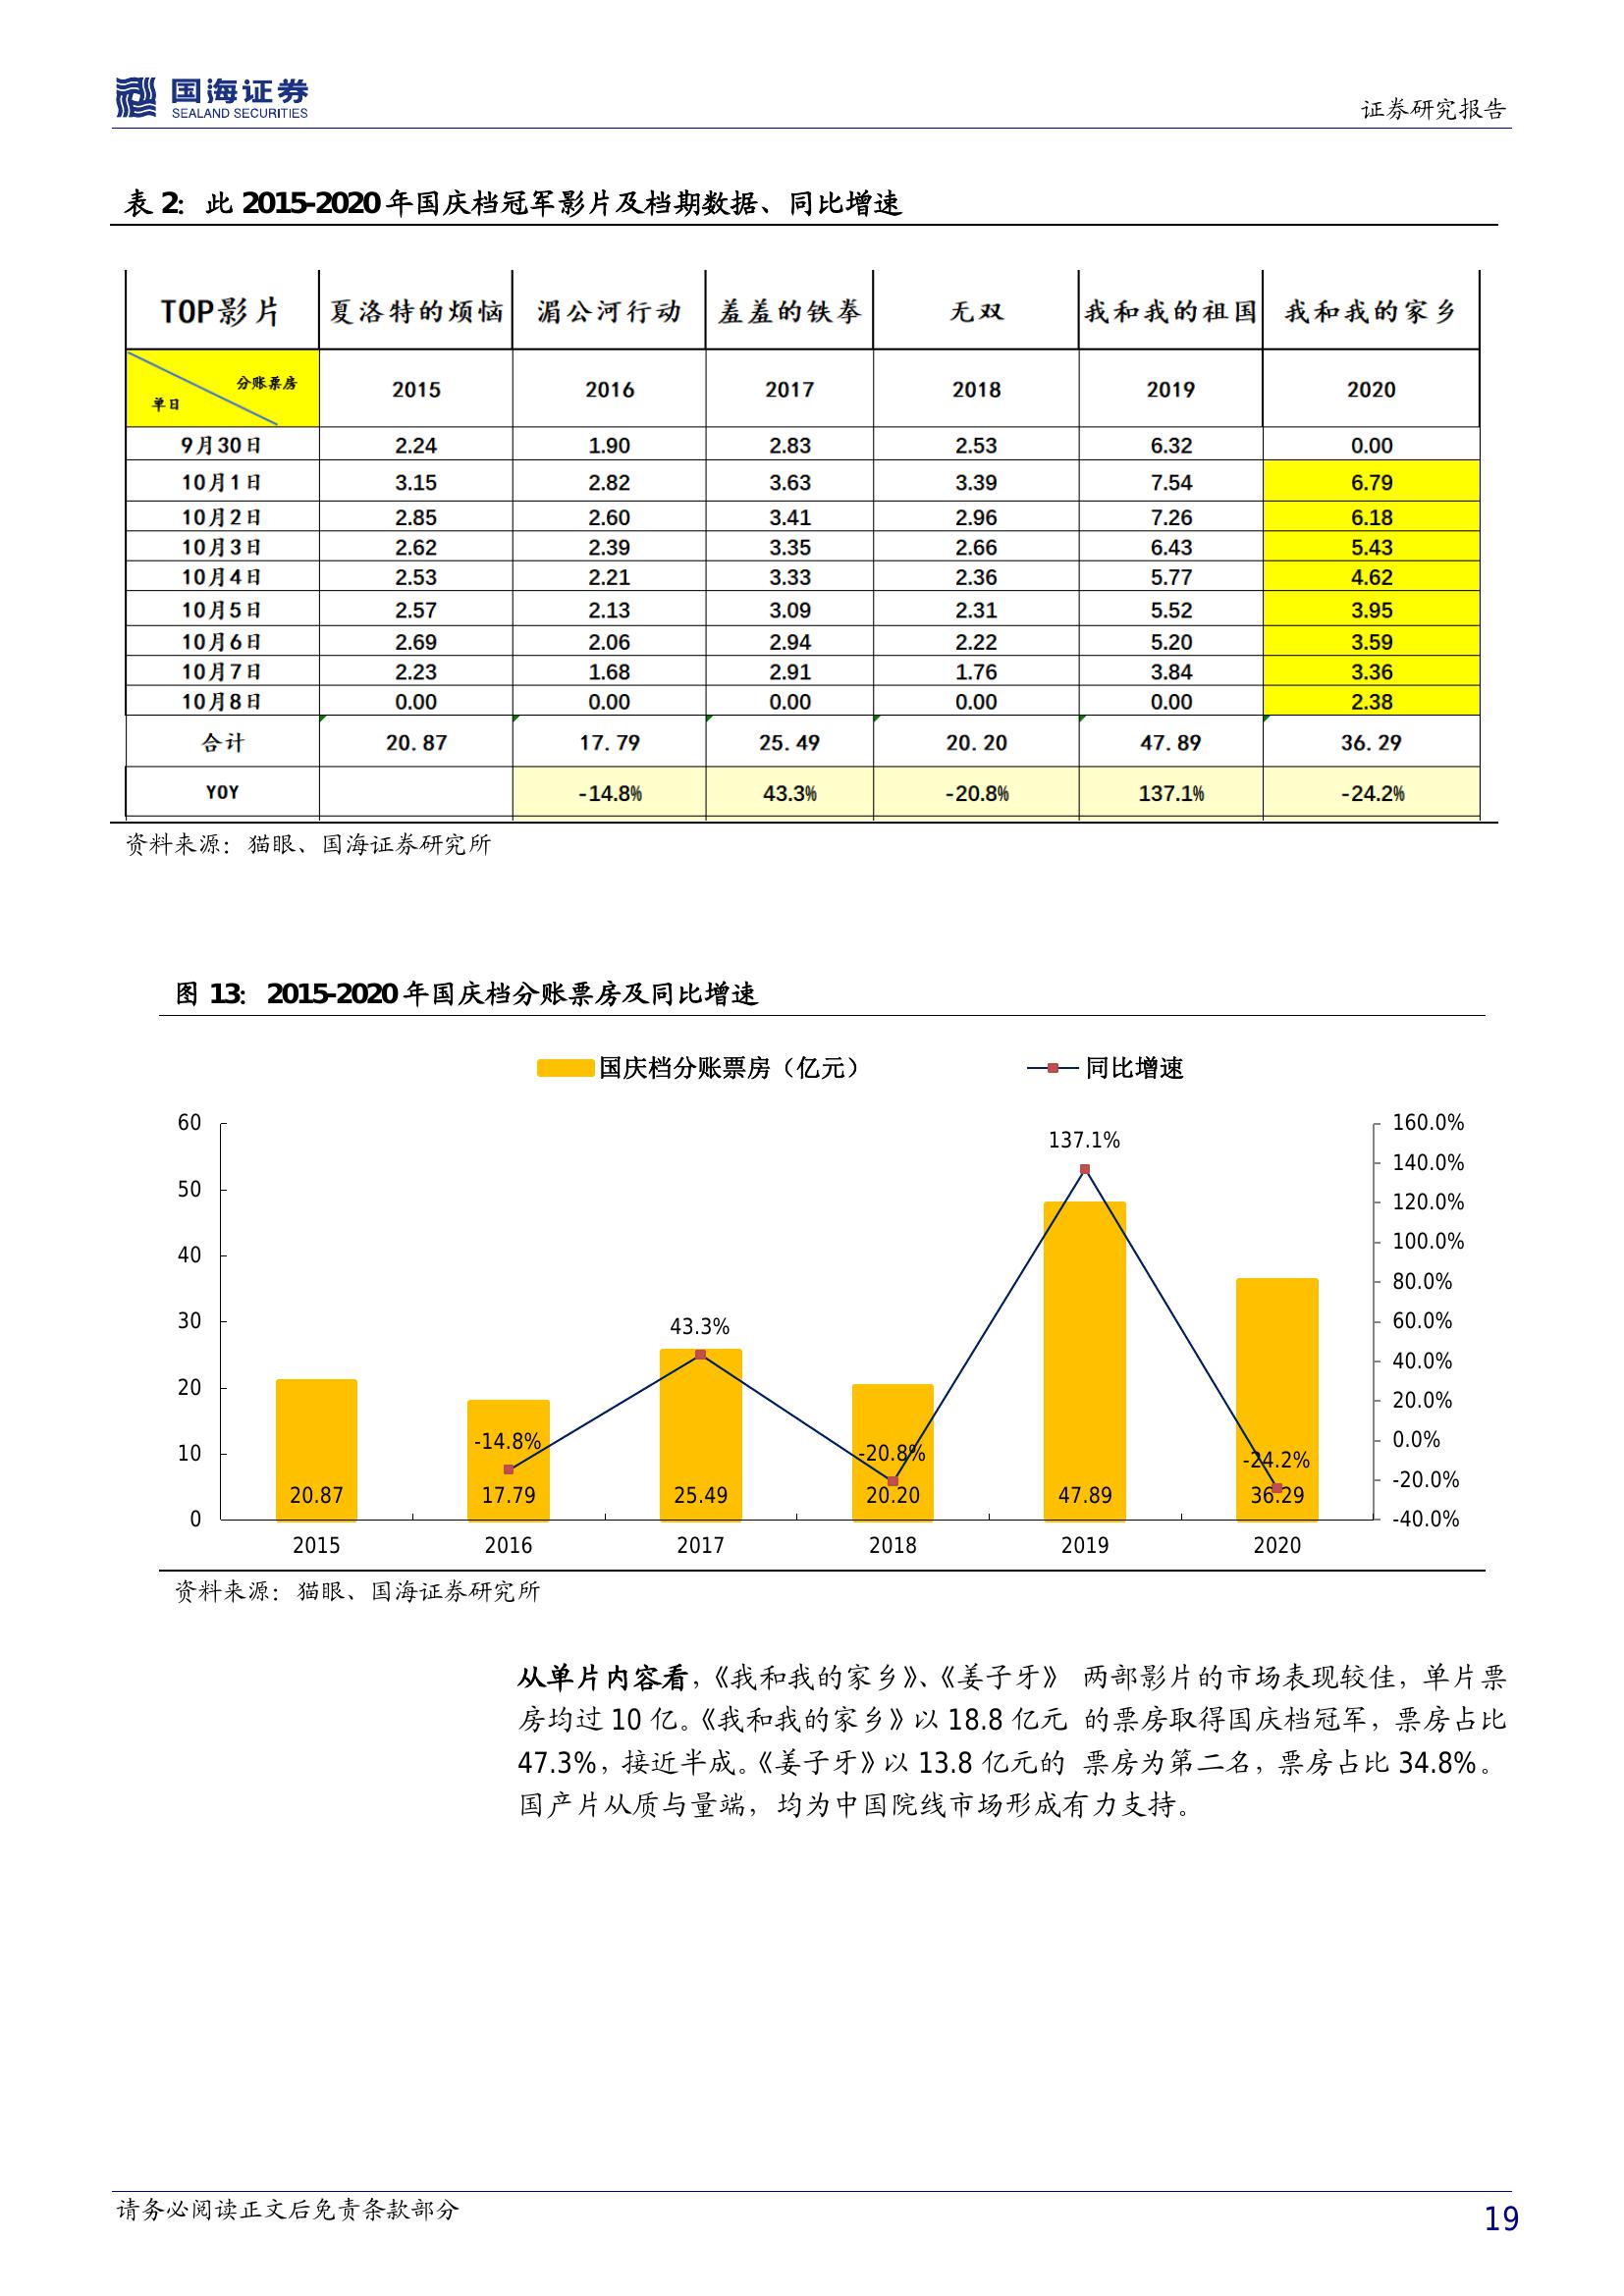 国海证券
SEALAND SECURITIES
证券研究报告
表 2：此 2015-2020 年国庆档冠军影片及档期数据、同比增速
TOP影片 夏洛特的烦恼 湄公河行动 羞羞的铁拳 无双 我和我的祖国 我和我的家乡
分账票房 单日 2015 2016 2017 2018 2019 2020
9月30日 2.24 1.90 2.83 2.53 6.32 0.00
10月1日 3.15 2.82 3.63 3.39 7.54 6.79
10月2日 2.85 2.60 3.41 2.96 7.26 6.18
10月3日 2.62 2.39 3.35 2.66 6.43 5.43
10月4日 2.53 2.21 3.33 2.36 5.77 4.62
10月5日 2.57 2.13 3.09 2.31 5.52 3.95
10月6日 2.69 2.06 2.94 2.22 5.20 3.59
10月7日 2.23 1.68 2.91 1.76 3.84 3.36
10月8日 0.00 0.00 0.00 0.00 0.00 2.38
合计 20.87 17.79 25.49 20.20 47.89 36.29
YOY -14.8% 43.3% -20.8% 137.1% -24.2%
资料来源：猫眼、国海证券研究所
图 13：2015-2020 年国庆档分账票房及同比增速
国庆档分账票房（亿元） 同比增速
60 160.0%
137.1%
140.0%
50 120.0%
40 100.0%
80.0%
30 43.3% 60.0%
40.0%
20 20.0%
-14.8% 0.0%
10 -20.8% -24.2%
-20.0%
20.87 17.79 25.49 20.20 47.89 36.29
0 -40.0%
2015 2016 2017 2018 2019 2020
资料来源：猫眼、国海证券研究所
从单片内容看，《我和我的家乡》、《姜子牙》 两部影片的市场表现较佳，单片票
房均过 10 亿。《我和我的家乡》以 18.8 亿元 的票房取得国庆档冠军，票房占比
47.3%，接近半成。《姜子牙》以 13.8 亿元的 票房为第二名，票房占比 34.8%。
国产片从质与量端，均为中国院线市场形成有力支持。
请务必阅读正文后免责条款部分
19